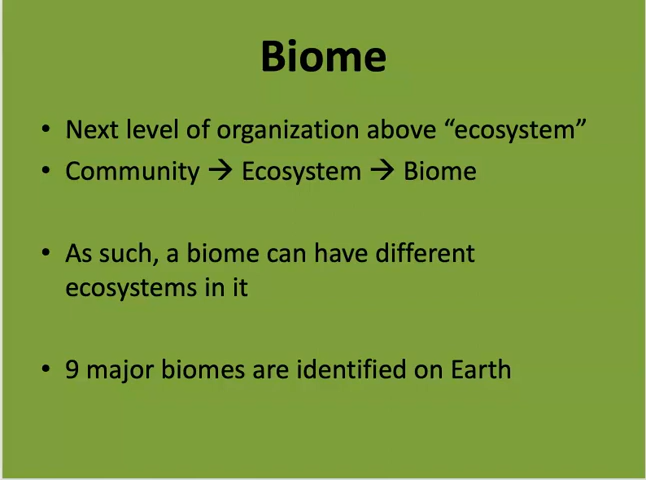 Biome
• Next level of organization above “ecosystem”
• Community → Ecosystem → Biome
• As such, a biome can have different
ecosystems in it
• 9 major biomes are identified on Earth